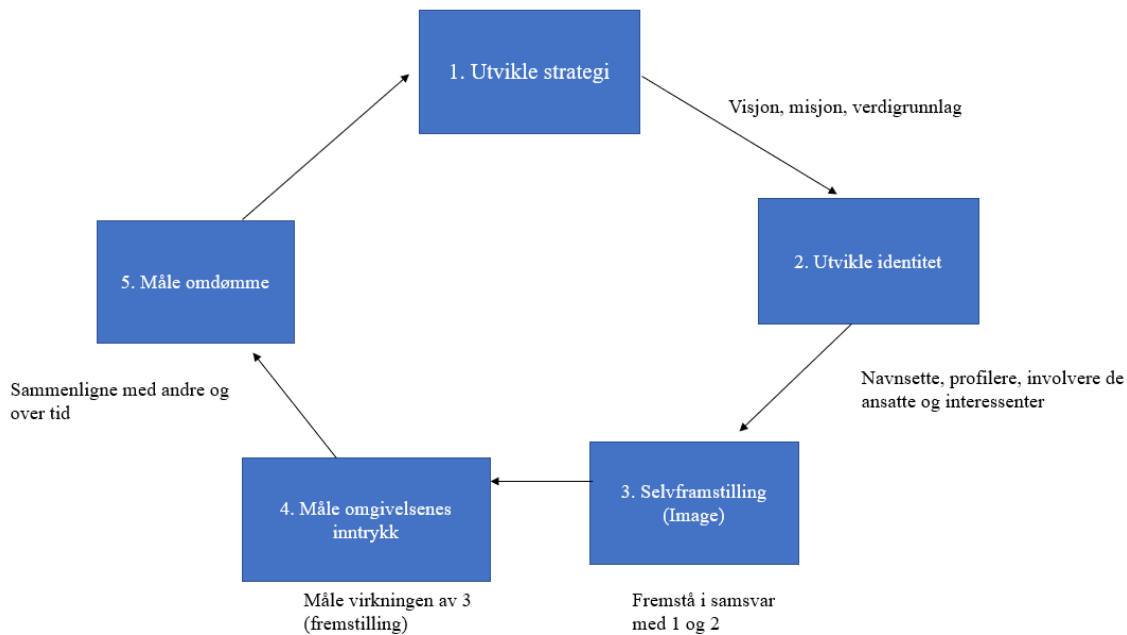 1. Utvikle strategi
Visjon, misjon, verdigrunnlag
2. Utvikle identitet
Navnsette, profilere, involvere de
ansatte og interessenter
3. Selvframstilling
(Image)
Fremstå i samsvar
med 1 og 2
4. Måle omgivelsenes
inntrykk
Måle virkningen av 3
(fremstilling)
Sammenligne med andre og
over tid
5. Måle omdømme